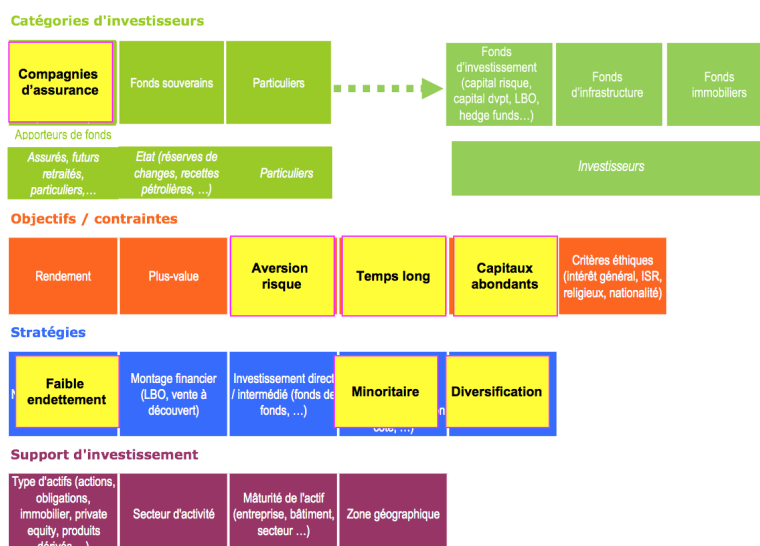 Catégories d'investisseurs
Compagnies
d'assurance
Fonds souverains
Particuliers
Fonds
d'investissement
(capital risque,
capital dvpt, LBO,
hedge funds…)
Fonds
d'infrastructure
Fonds
immobiliers
Apporteurs de fonds
Assurés, futurs
retraités,
particuliers,…
Etat (réserves de
changes, recettes
pétrolières, …)
Particuliers
Investisseurs
Objectifs / contraintes
Rendement
Plus-value
Aversion
risque
Temps long
Capitaux
abondants
Critères éthiques
(intérêt général, ISR,
religieux, nationalité)
Stratégies
Faible
endettement
Montage financier
(LBO, vente à
découvert)
Investissement direct
/ intermédié (fonds de
fonds, …)
Minoritaire
Diversification
Support d'investissement
Type d'actifs (actions,
obligations,
immobilier, private
equity, produits
dérivés…)
Secteur d'activité
Mâturité de l'actif
(entreprise, bâtiment,
secteur …)
Zone géographique